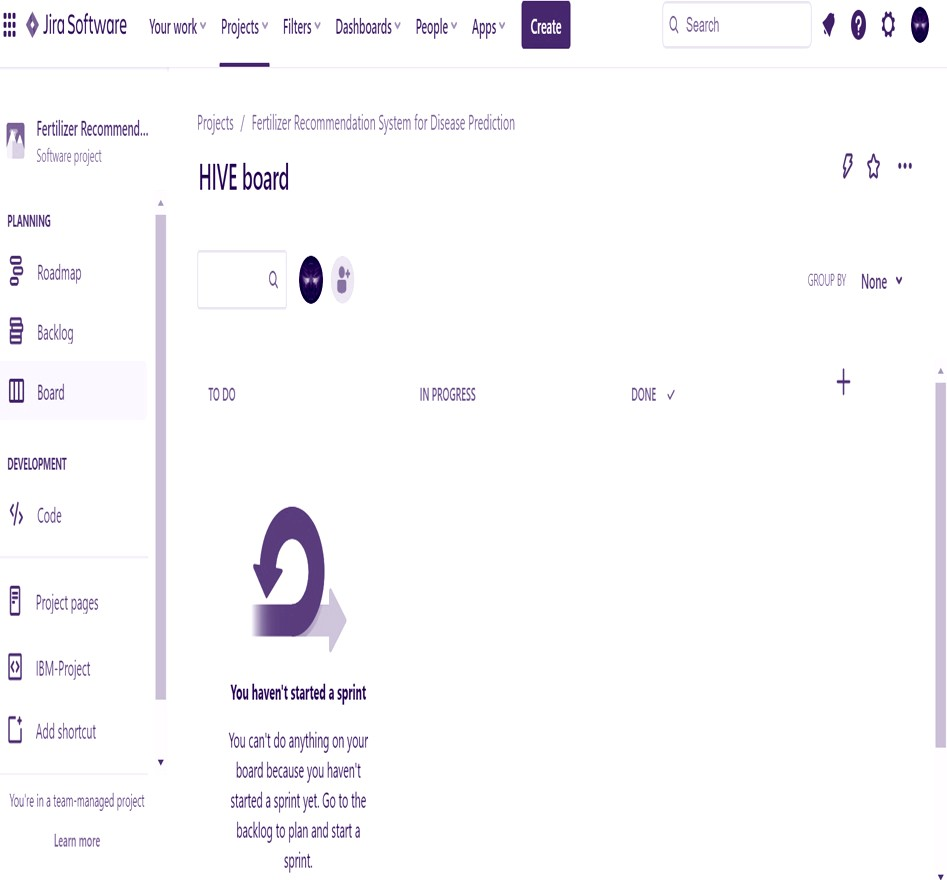 Jira Software Your work Projects Filters Dashboards People Apps Create Search
Fertilizer Recommend...
Software project
PLANNING
Roadmap
Backlog
Board
DEVELOPMENT
Code
Project pages
IBM-Project
Add shortcut
You're in a team-managed project
Learn more
Projects / Fertilizer Recommendation System for Disease Prediction
HIVE board
GROUP BY None
TO DO IN PROGRESS DONE
You haven't started a sprint
You can't do anything on your
board because you haven't
started a sprint yet. Go to the
backlog to plan and start a
sprint.